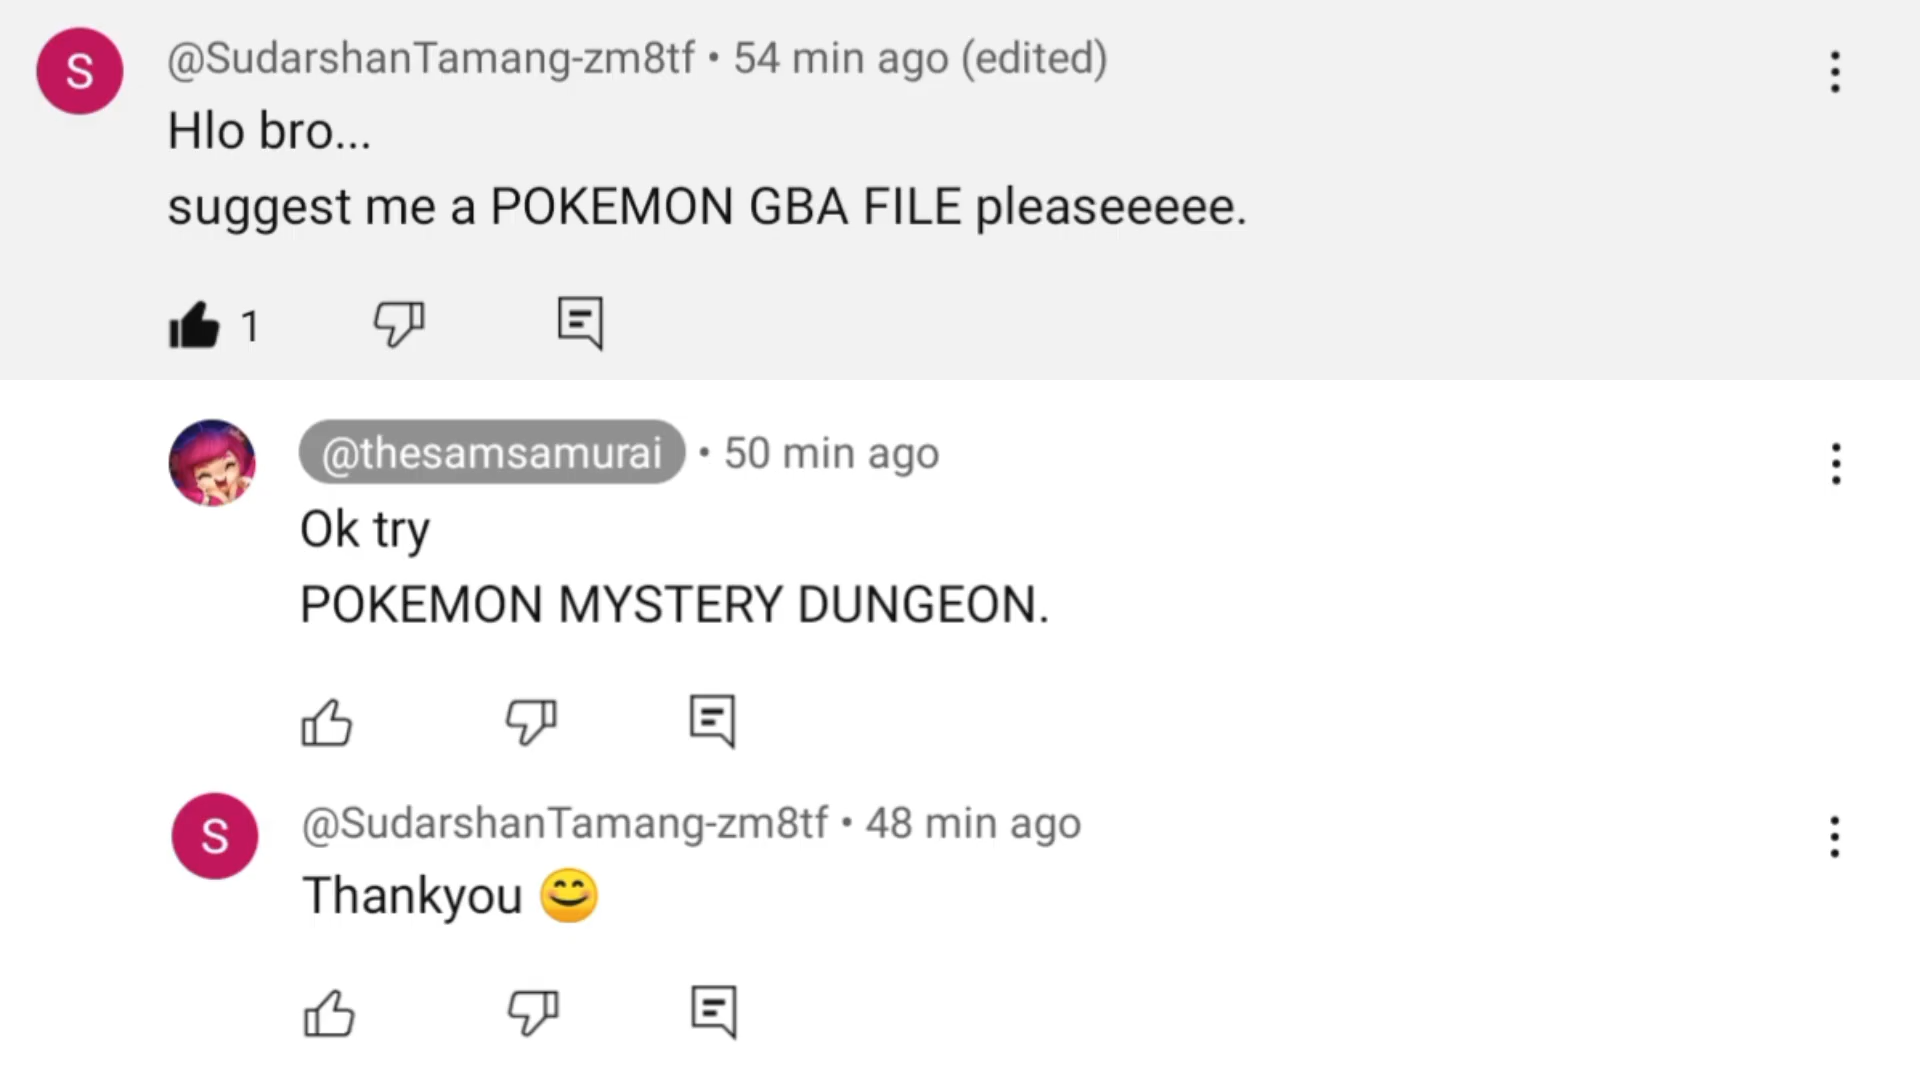 S
@SudarshanTamang-zm8tf • 54 min ago (edited)
Hlo bro...
suggest me a POKEMON GBA FILE pleaseeeee.
1
@thesamsamurai • 50 min ago
Ok try
POKEMON MYSTERY DUNGEON.
S
@SudarshanTamang-zm8tf • 48 min ago
Thankyou 😊